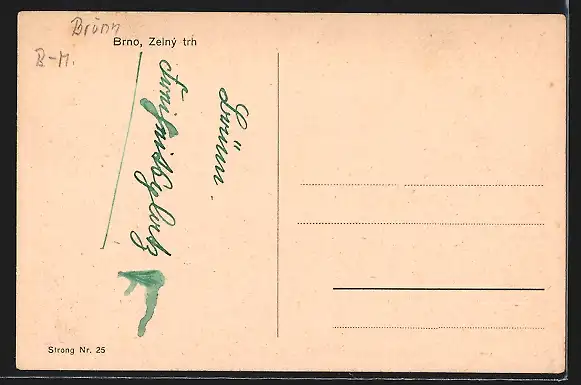 Brünn
B-M.
Brno, Zelný trh
Brünn.
Strong Nr. 25